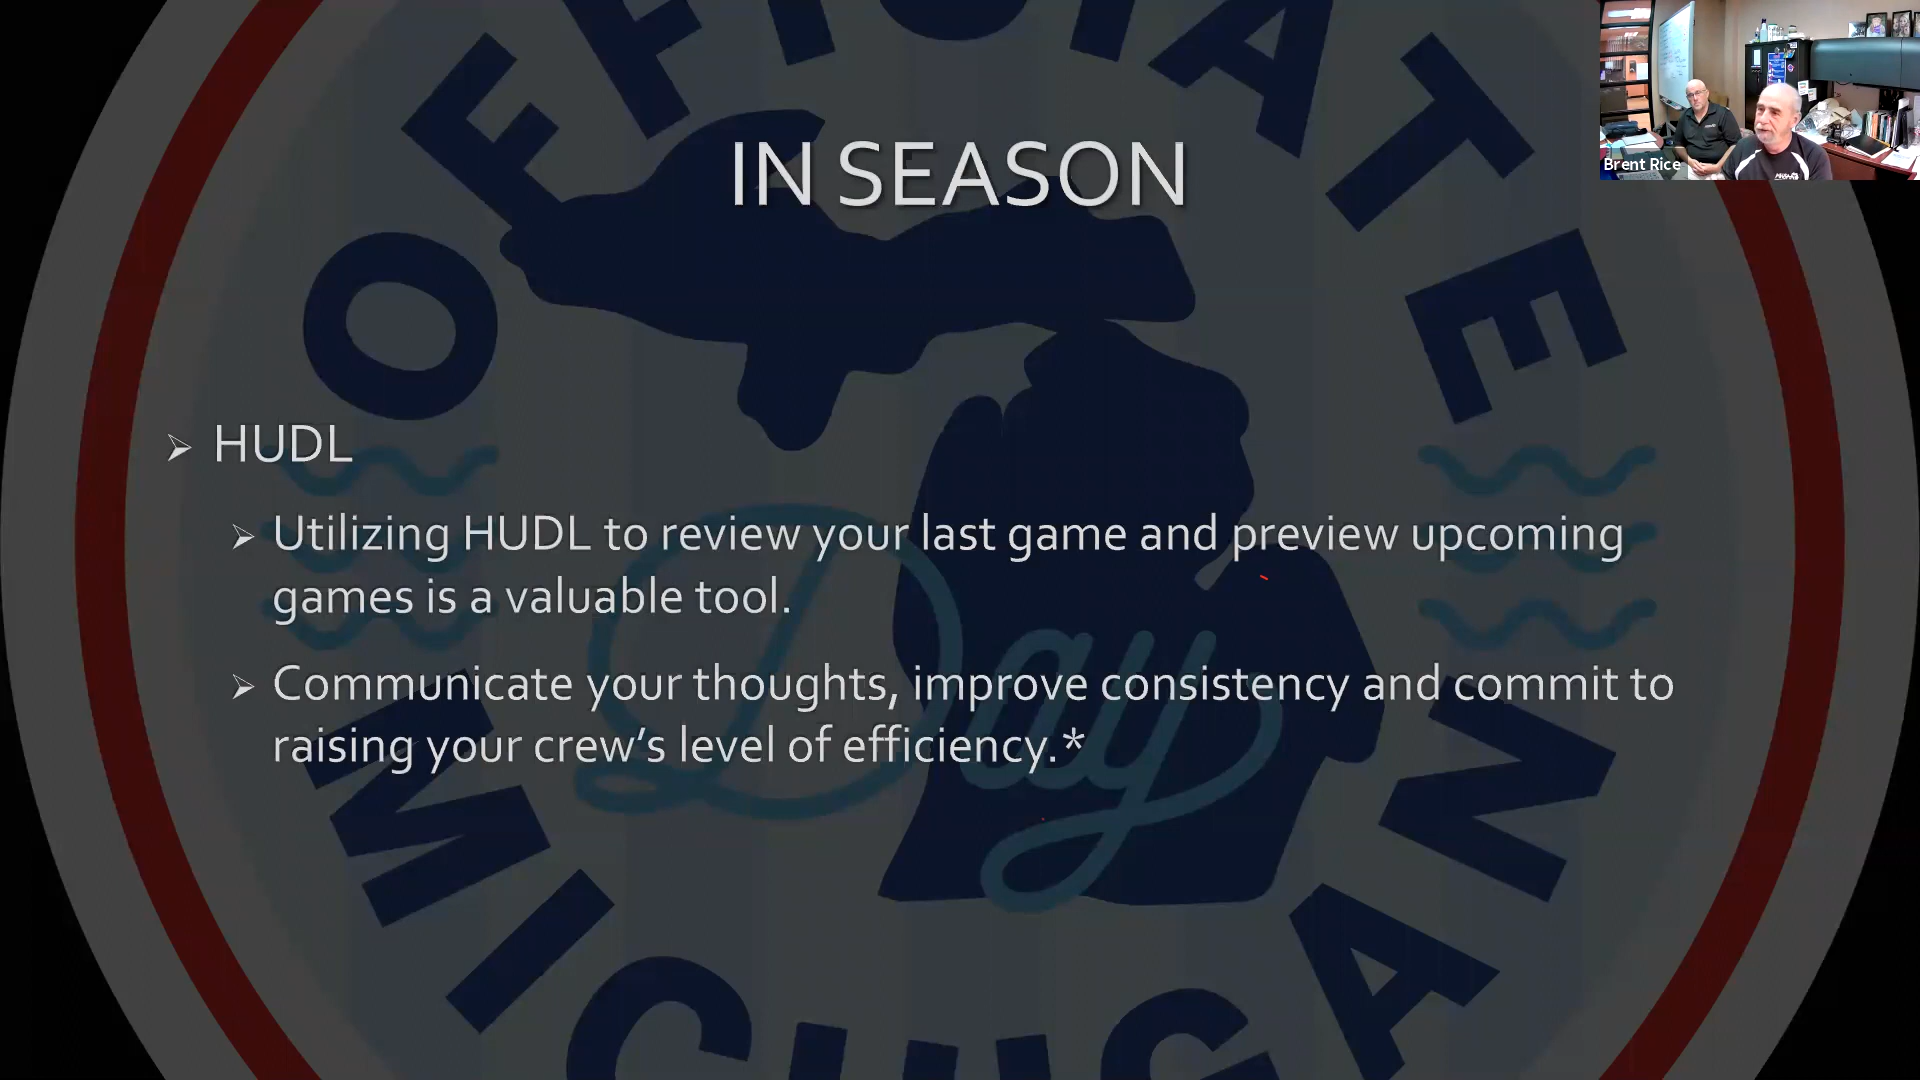 OFFICIATE
IN SEASON
Brent Rice
➢ HUDL
➢ Utilizing HUDL to review your last game and preview upcoming
games is a valuable tool.
➢ Communicate your thoughts, improve consistency and commit to
raising your crew’s level of efficiency.*
Day
MICHIGAN